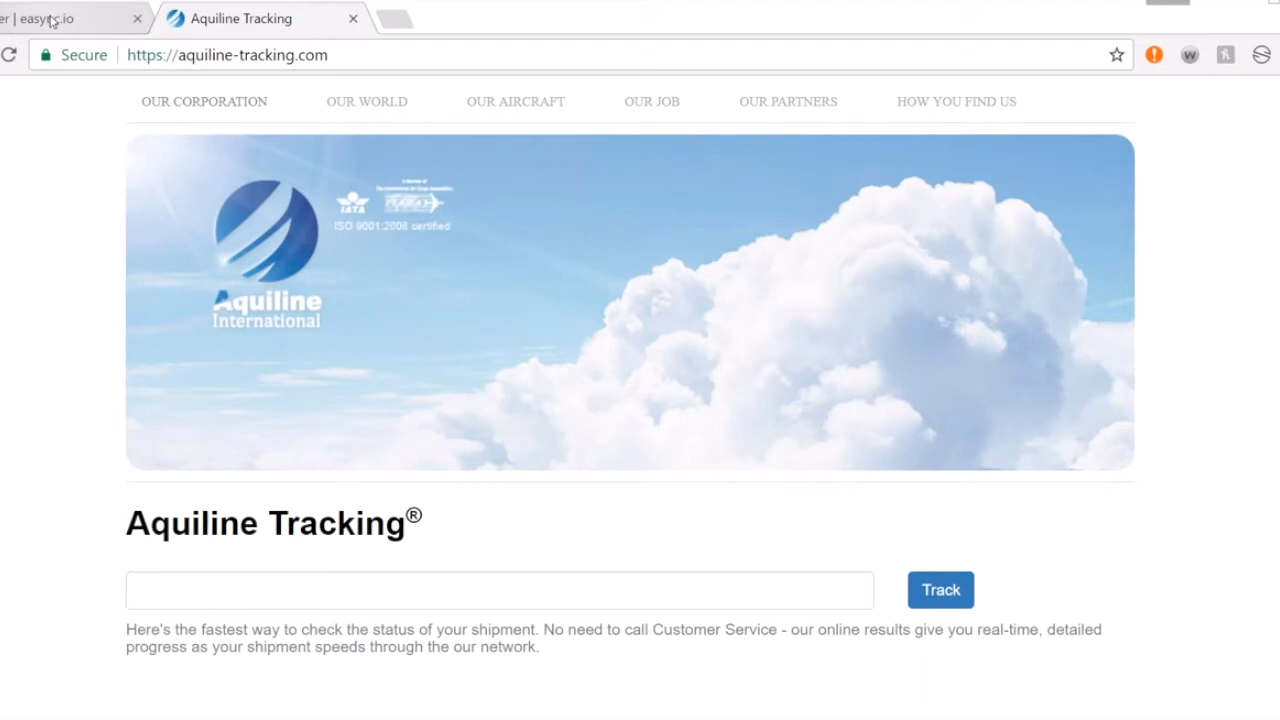 Aquiline Tracking
Secure
https://aquiline-tracking.com
OUR CORPORATION
OUR WORLD
OUR AIRCRAFT
OUR JOB
OUR PARTNERS
HOW YOU FIND US
A Member of
IATA
ISO 9001:2008 certified
Aquiline
International
Aquiline Tracking®
Track
Here's the fastest way to check the status of your shipment. No need to call Customer Service - our online results give you real-time, detailed
progress as your shipment speeds through the our network.